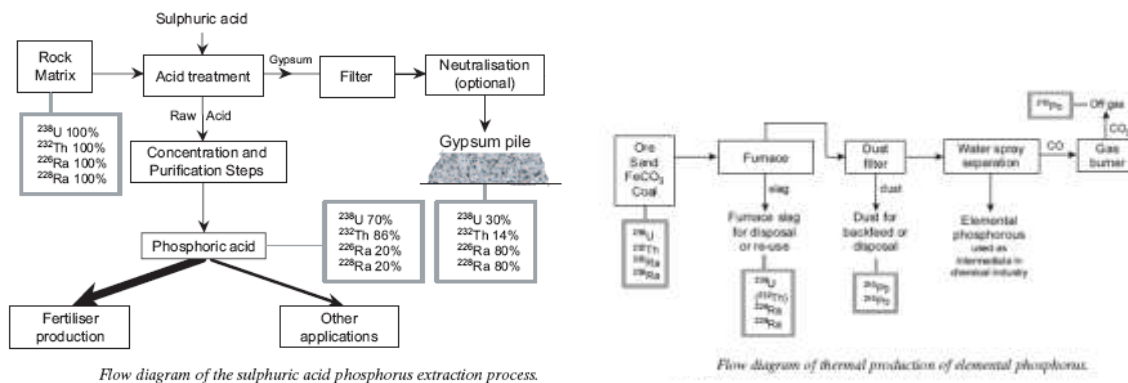 Sulphuric acid
Rock
Matrix
Acid treatment
Gypsum
Filter
Neutralisation
(optional)
²³⁸U 100%
²³²Th 100%
²²⁶Ra 100%
²²⁸Ra 100%
Raw Acid
Concentration and
Purification Steps
Gypsum pile
Phosphoric acid
²³⁸U 70%
²³²Th 86%
²²⁶Ra 20%
²²⁸Ra 20%
²³⁸U 30%
²³²Th 14%
²²⁶Ra 80%
²²⁸Ra 80%
Fertiliser
production
Other
applications
Flow diagram of the sulphuric acid phosphorus extraction process.
Off gas
CO₂
Ore
Sand
FeCO₃
Coal
Furnace
Dust
filter
Water spray
separation
CO
Gas
burner
slag
dust
Furnace slag
for disposal
or re-use
Dust for
backfeed or
disposal
Elemental
phosphorous
used as
intermediate in
chemical industry
Flow diagram of thermal production of elemental phosphorus.